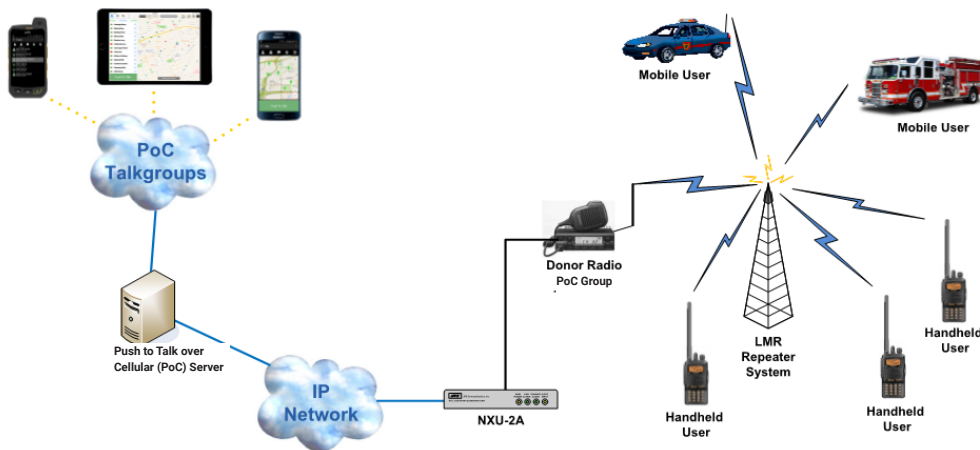 PoC
Talkgroups
Push to Talk over
Cellular (PoC) Server
IP
Network
NXU-2A
Donor Radio
PoC Group
Mobile User
Mobile User
LMR
Repeater
System
Handheld
User
Handheld
User
Handheld
User